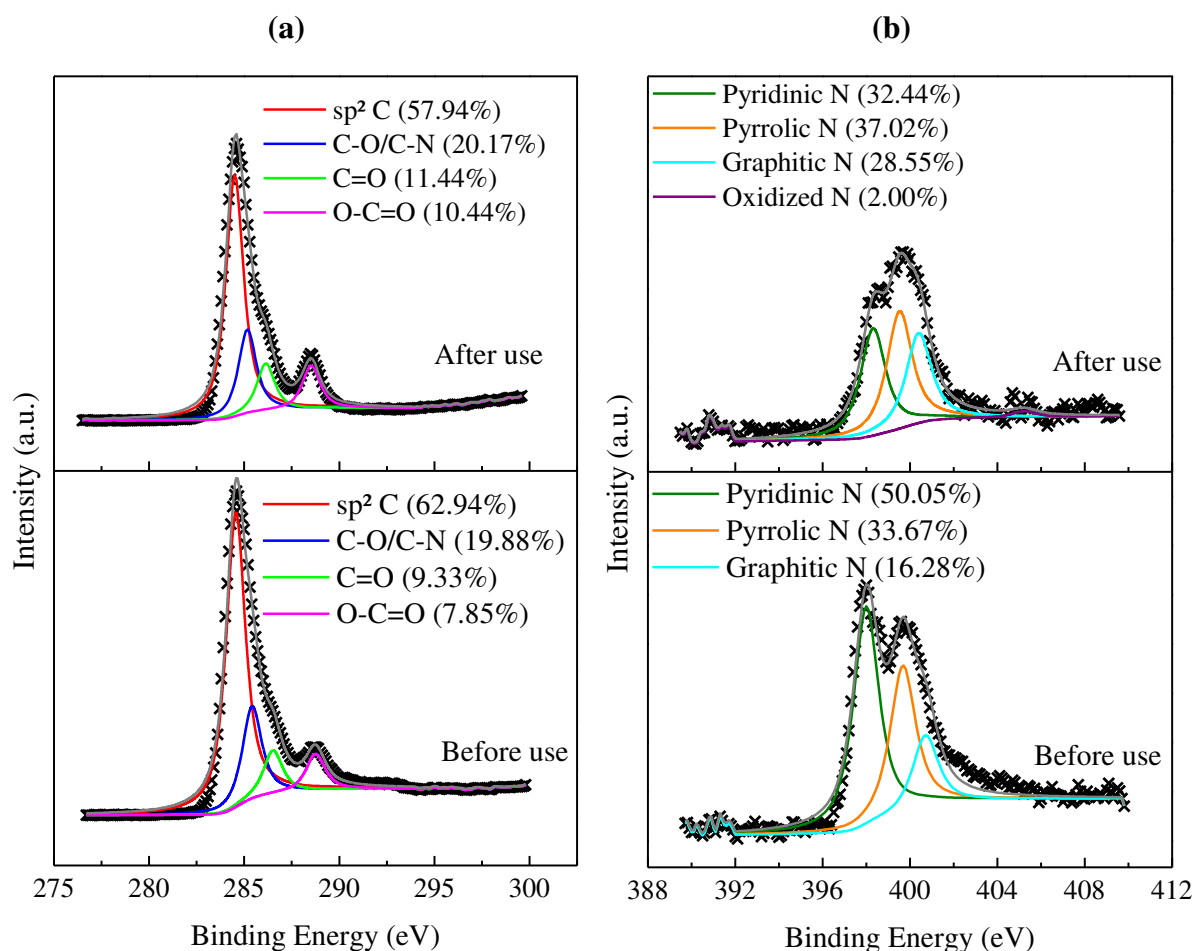 (a)
sp² C (57.94%)
C-O/C-N (20.17%)
C=O (11.44%)
O-C=O (10.44%)
After use
sp² C (62.94%)
C-O/C-N (19.88%)
C=O (9.33%)
O-C=O (7.85%)
Before use
Intensity (a.u.)
275 280 285 290 295 300
Binding Energy (eV)
(b)
Pyridinic N (32.44%)
Pyrrolic N (37.02%)
Graphitic N (28.55%)
Oxidized N (2.00%)
After use
Pyridinic N (50.05%)
Pyrrolic N (33.67%)
Graphitic N (16.28%)
Before use
Intensity (a.u.)
388 392 396 400 404 408 412
Binding Energy (eV)